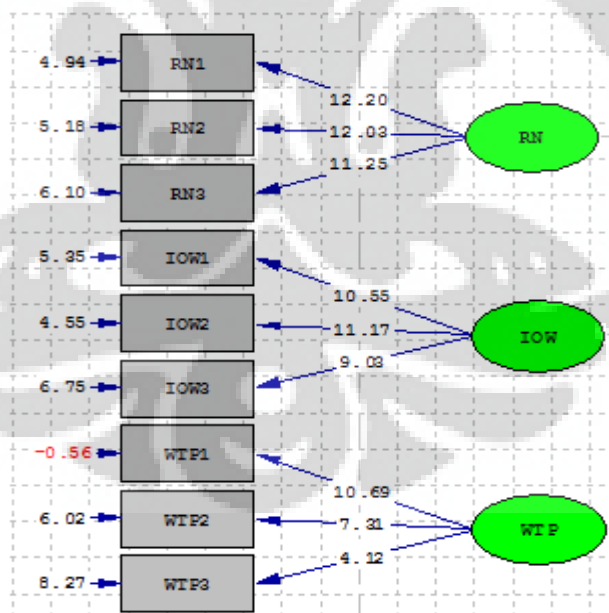 4.94 RN1
12.20
5.18 RN2 12.03 RN
11.25
6.10 RN3
5.35 IOW1
10.55
4.55 IOW2 11.17 IOW
9.03
6.75 IOW3
-0.56 WTP1
10.69
6.02 WTP2 7.31 WTP
4.12
8.27 WTP3